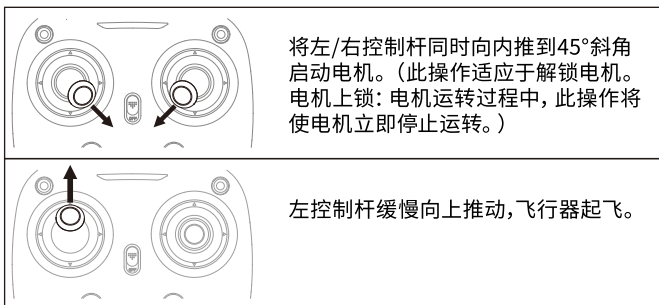 将左/右控制杆同时向内推到45°斜角
启动电机。（此操作适应于解锁电机。
电机上锁：电机运转过程中，此操作将
使电机立即停止运转。）
左控制杆缓慢向上推动，飞行器起飞。